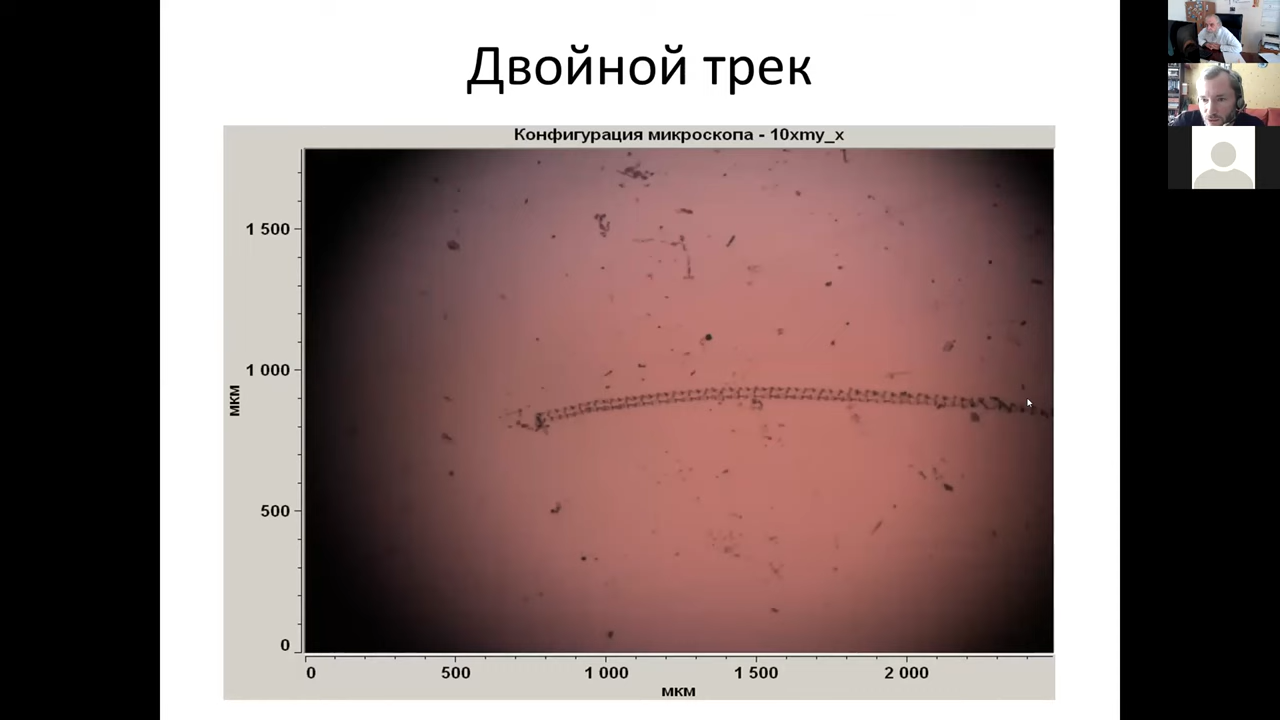 Двойной трек
Конфигурация микроскопа - 10xmy_x
1 500
1 000
500
0
мкм
0
500
1 000
1 500
2 000
мкм